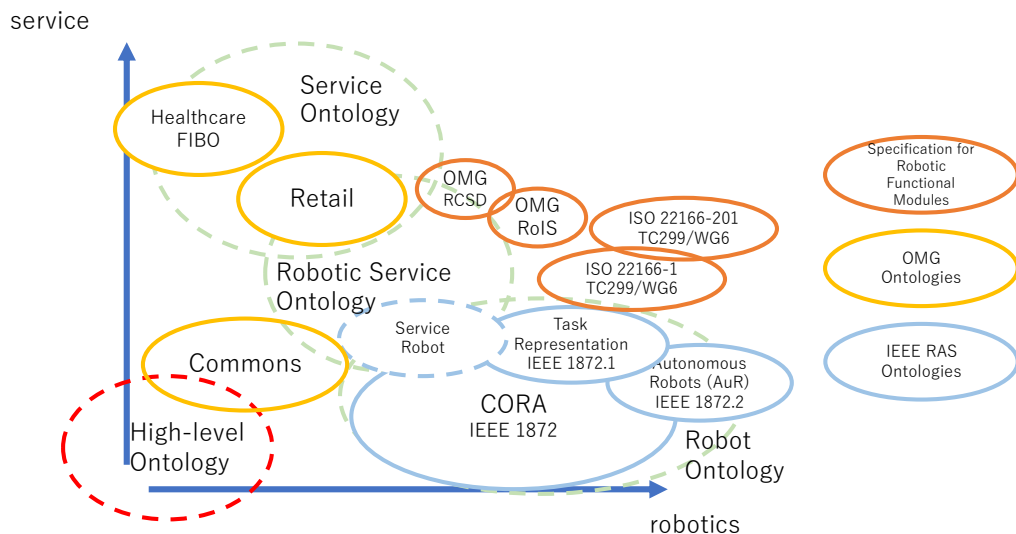 service
Service
Ontology
Healthcare
FIBO
Retail
OMG
RCSD
OMG
RoIS
ISO 22166-201
TC299/WG6
ISO 22166-1
TC299/WG6
Robotic Service
Ontology
Service
Robot
Task
Representation
IEEE 1872.1
Commons
Autonomous
Robots (AuR)
IEEE 1872.2
CORA
IEEE 1872
High-level
Ontology
Robot
Ontology
robotics
Specification for
Robotic
Functional
Modules
OMG
Ontologies
IEEE RAS
Ontologies